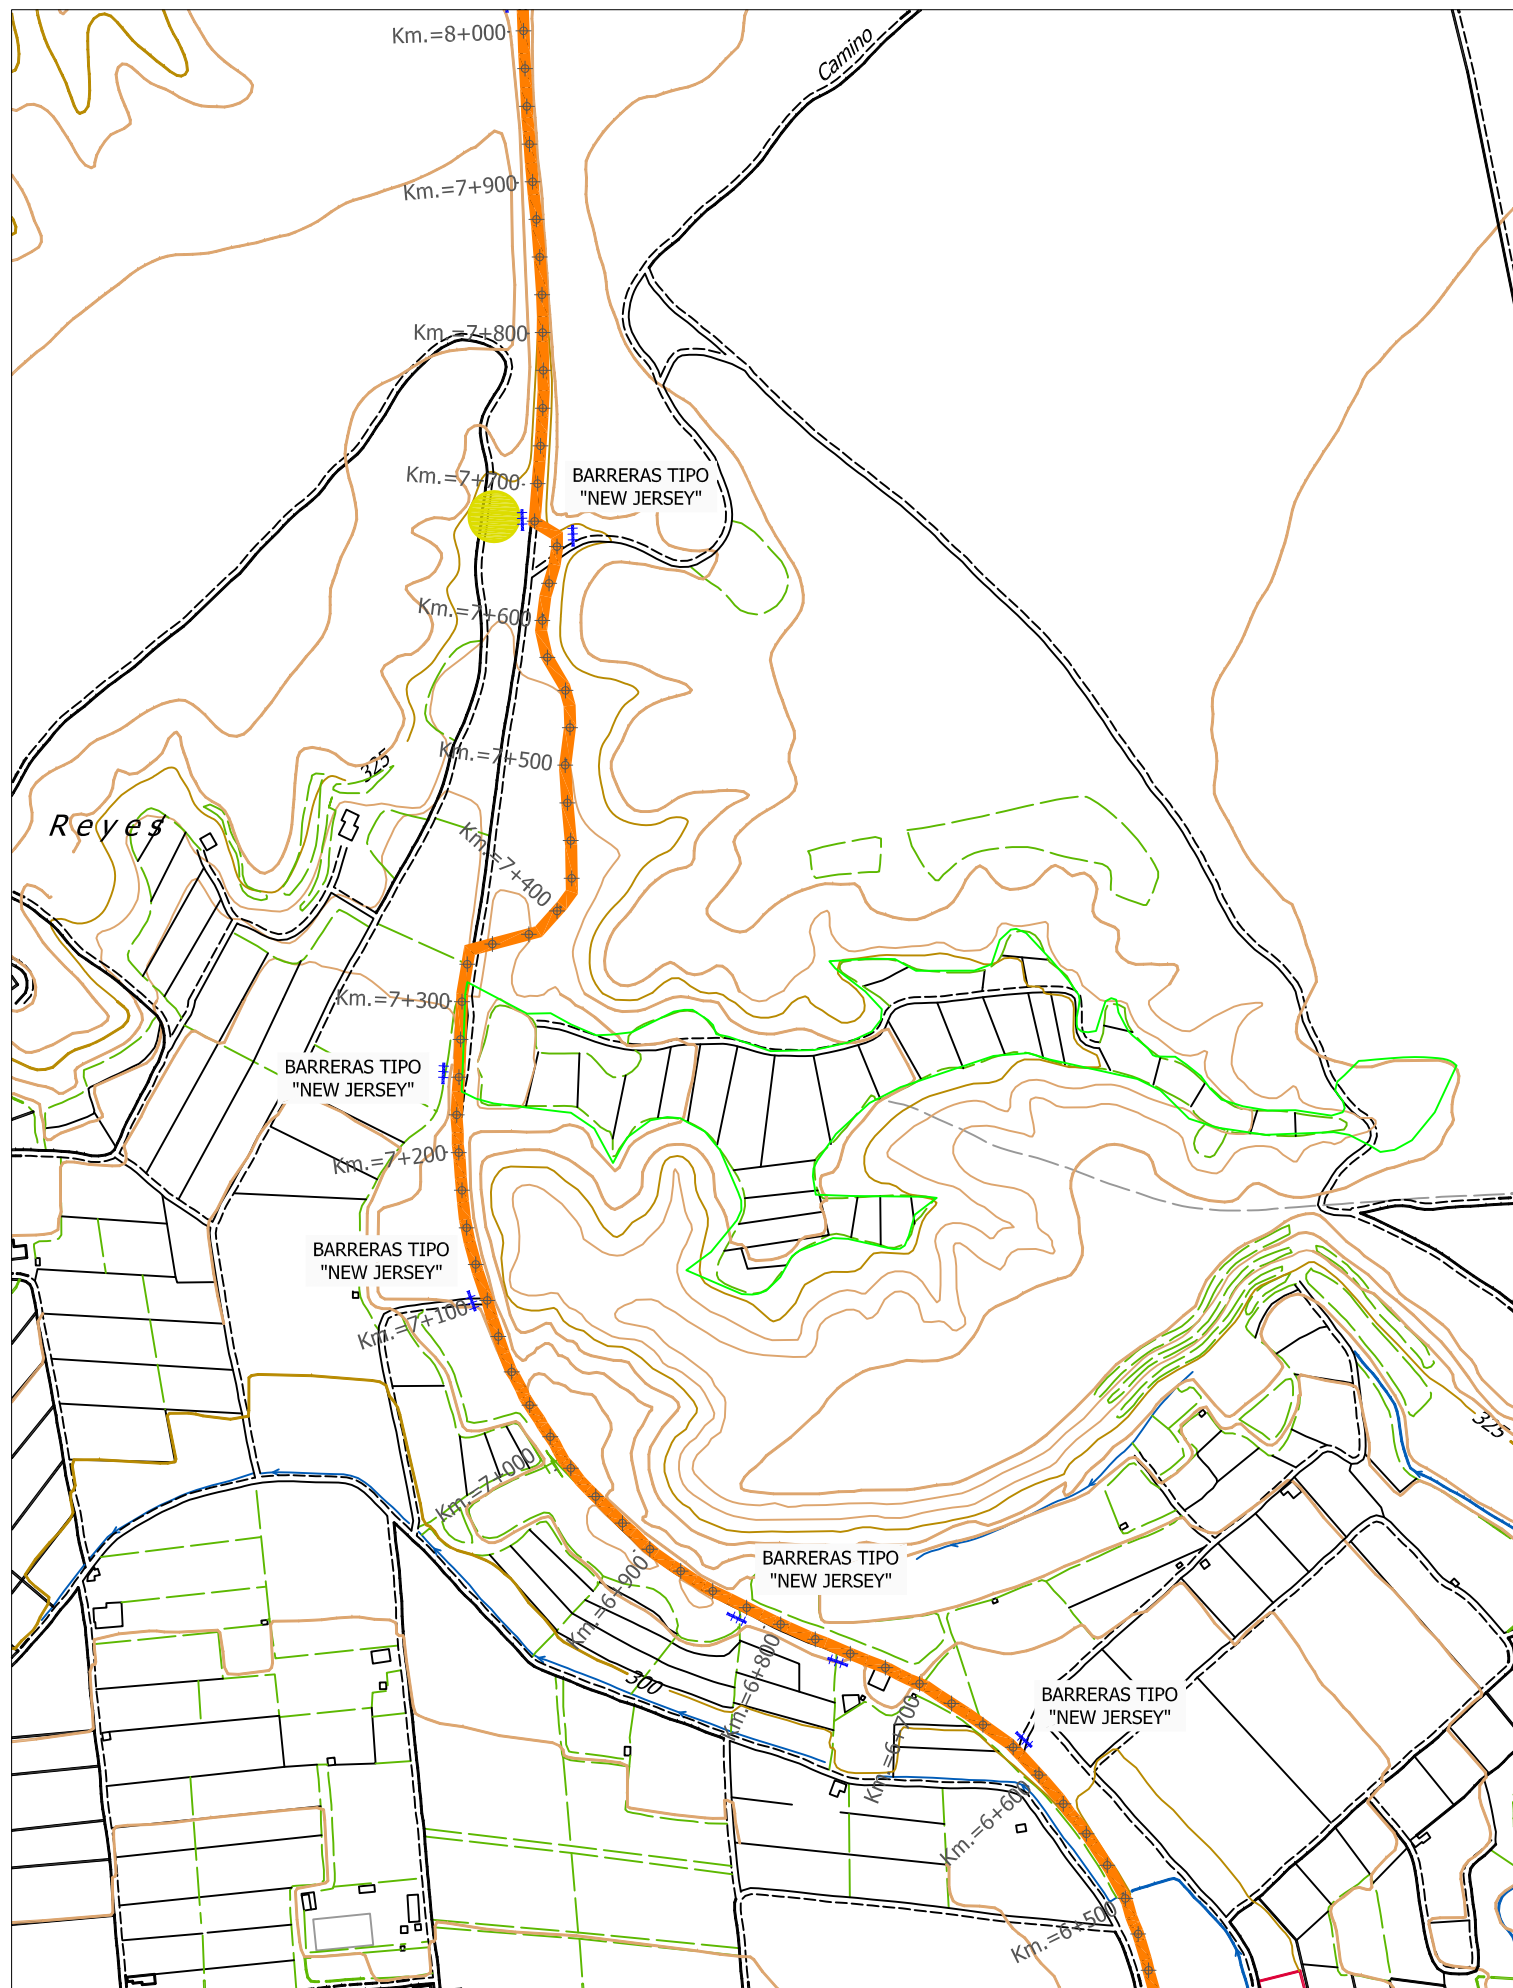 Km.=8+000
Camino
Km.=7+900
Km.=7+800
Km.=7+700
BARRERAS TIPO
"NEW JERSEY"
Km.=7+600
Km.=7+500
325
Reyes
Km.=7+400
Km.=7+300
BARRERAS TIPO
"NEW JERSEY"
Km.=7+200
BARRERAS TIPO
"NEW JERSEY"
Km.=7+100
325
Km.=7+000
BARRERAS TIPO
"NEW JERSEY"
Km.=6+900
300
Km.=6+800
BARRERAS TIPO
"NEW JERSEY"
Km.=6+700
Km.=6+600
Km.=6+500